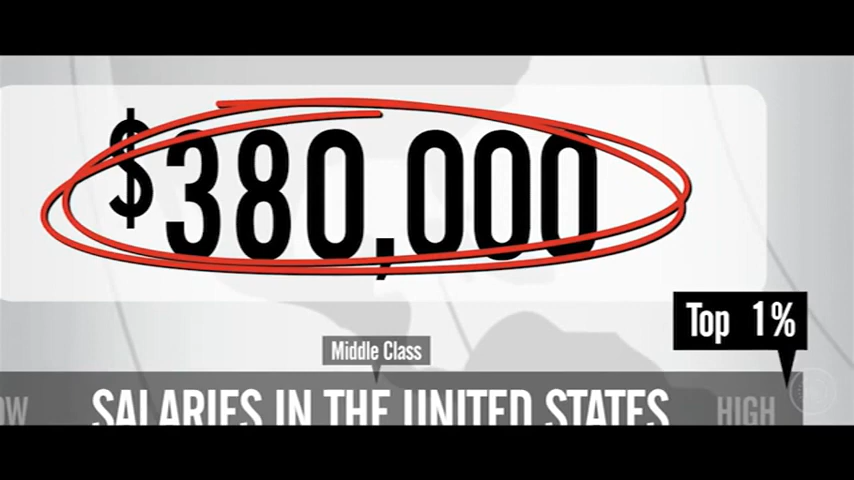 $380,000
Top 1%
Middle Class
SALARIES IN THE UNITED STATES
HIGH